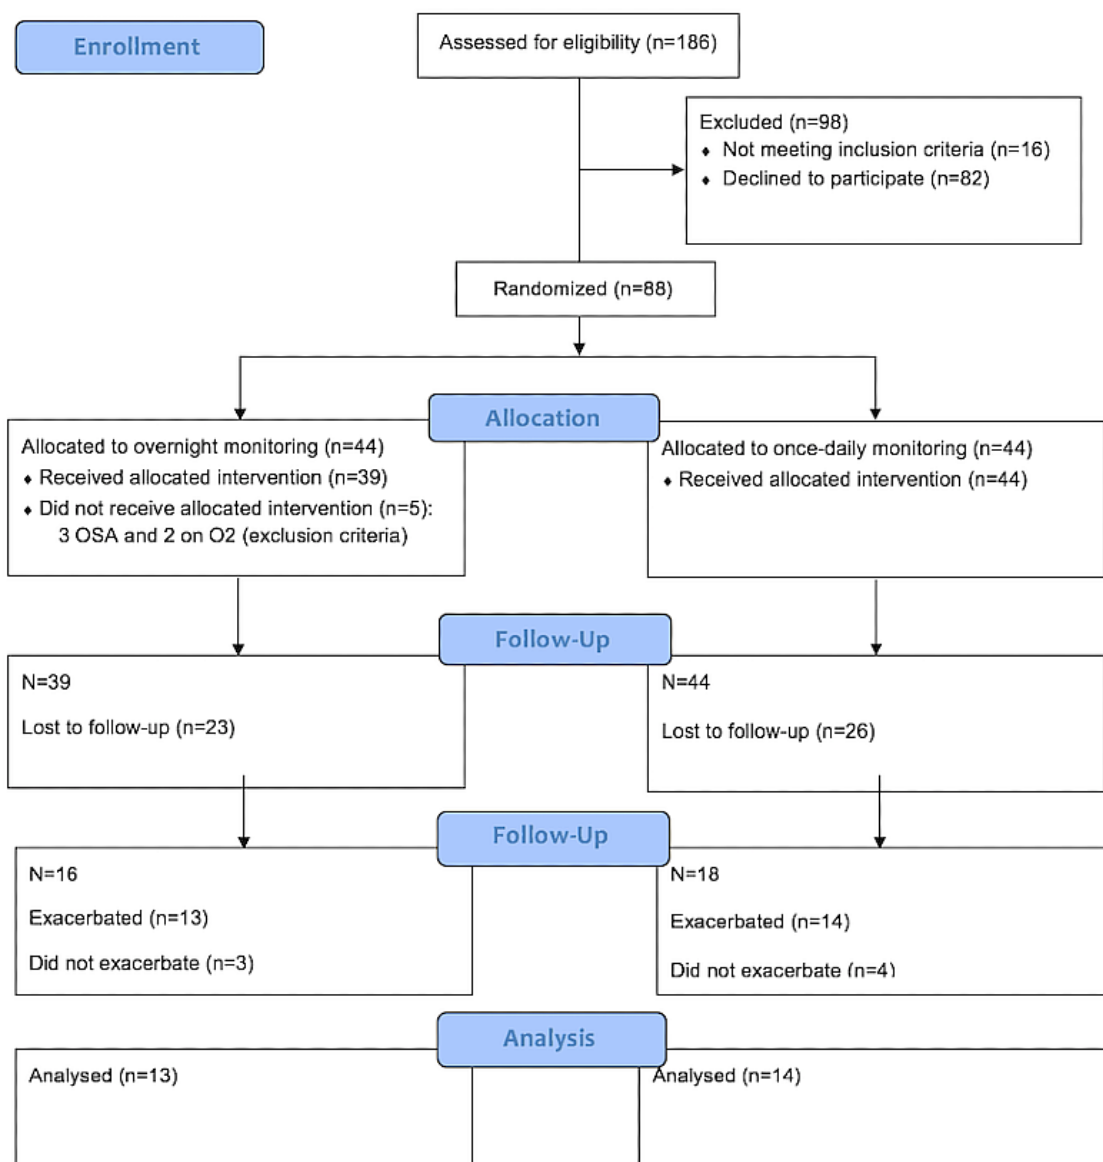 Enrollment
Assessed for eligibility (n=186)
Excluded (n=98)
♦ Not meeting inclusion criteria (n=16)
♦ Declined to participate (n=82)
Randomized (n=88)
Allocation
Allocated to overnight monitoring (n=44)
♦ Received allocated intervention (n=39)
♦ Did not receive allocated intervention (n=5):
3 OSA and 2 on O2 (exclusion criteria)
Allocated to once-daily monitoring (n=44)
♦ Received allocated intervention (n=44)
Follow-Up
N=39
Lost to follow-up (n=23)
N=44
Lost to follow-up (n=26)
Follow-Up
N=16
Exacerbated (n=13)
Did not exacerbate (n=3)
N=18
Exacerbated (n=14)
Did not exacerbate (n=4)
Analysis
Analysed (n=13)
Analysed (n=14)